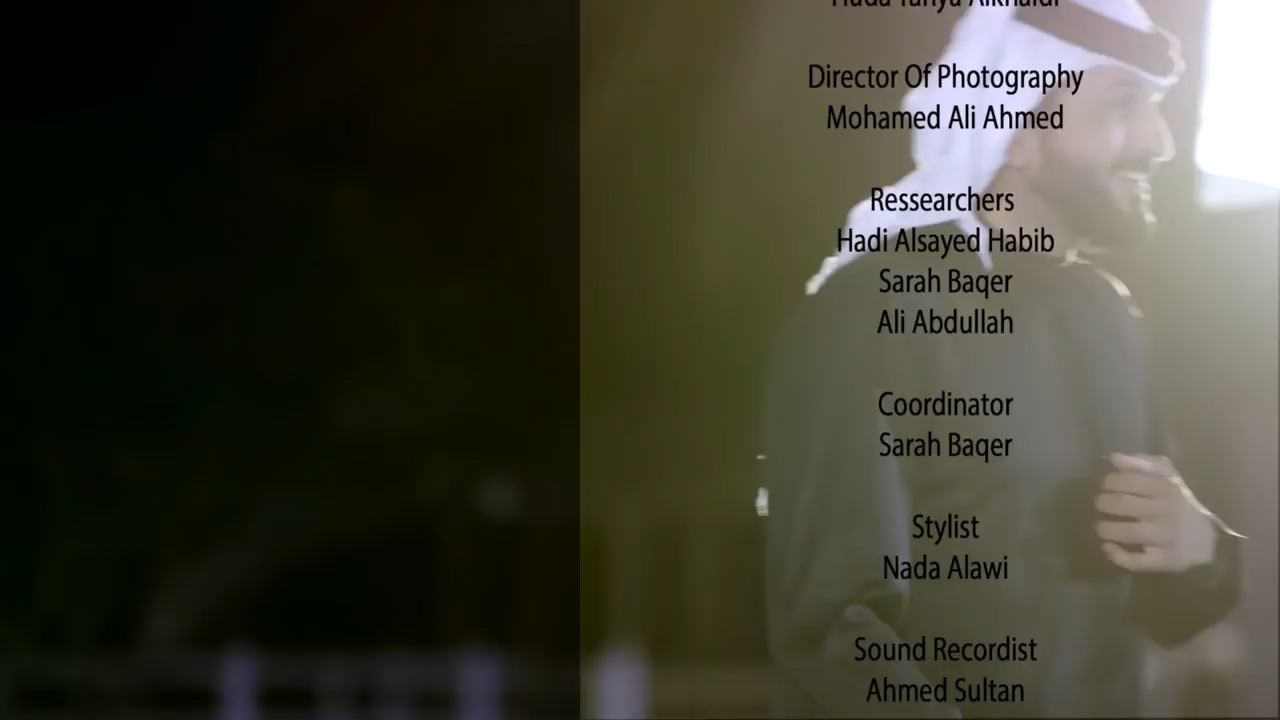 Director Of Photography
Mohamed Ali Ahmed
Ressearchers
Hadi Alsayed Habib
Sarah Baqer
Ali Abdullah
Coordinator
Sarah Baqer
Stylist
Nada Alawi
Sound Recordist
Ahmed Sultan